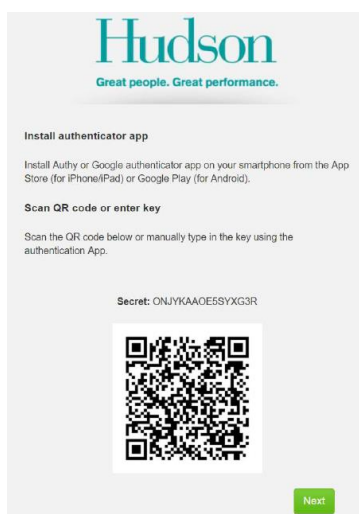 Hudson
Great people. Great performance.
Install authenticator app
Install Authy or Google authenticator app on your smartphone from the App
Store (for iPhone/iPad) or Google Play (for Android).
Scan QR code or enter key
Scan the QR code below or manually type in the key using the
authentication App.
Secret: ONJYKAAOE5SYXG3R
Next